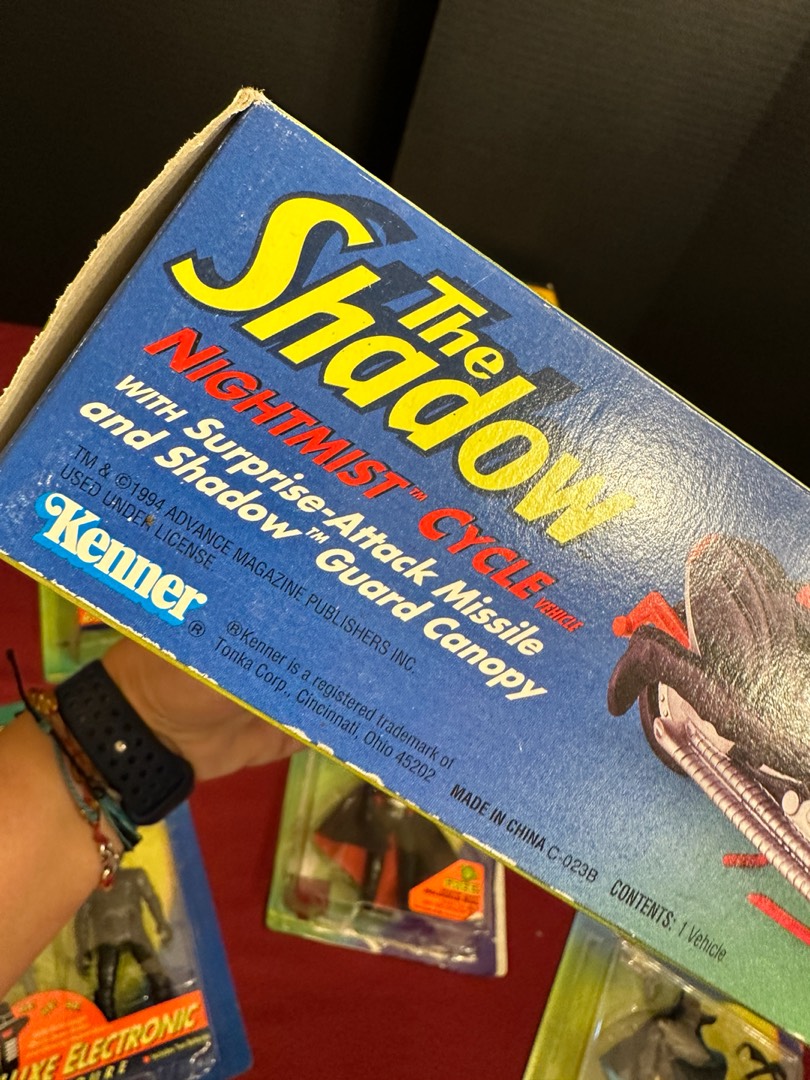 The
Shadow
NIGHTMIST™ CYCLE VEHICLE
WITH Surprise-Attack Missile
and Shadow™ Guard Canopy
TM & ©1994 ADVANCE MAGAZINE PUBLISHERS INC.
USED UNDER LICENSE
Kenner®
®Kenner is a registered trademark of
Tonka Corp., Cincinnati, Ohio 45202
MADE IN CHINA C-023B
CONTENTS: 1 Vehicle
UXE ELECTRONIC